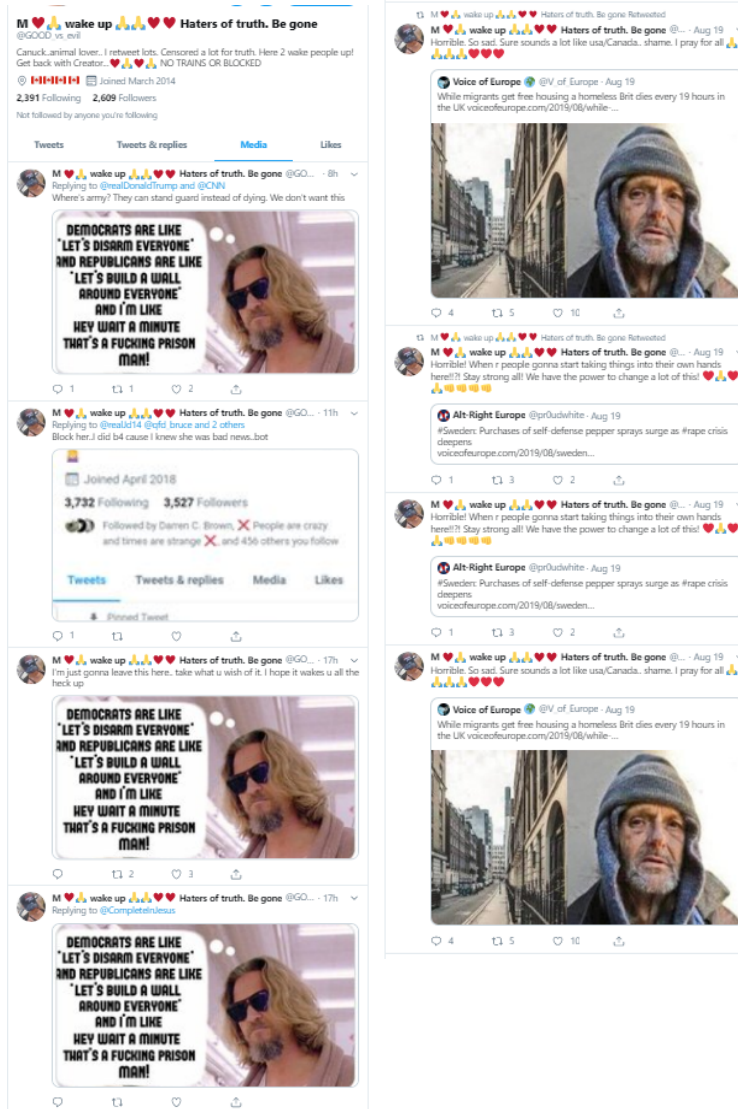 M ♥🙏 wake up 🙏🙏♥♥ Haters of truth. Be gone
@GOOD_vs_evil
Canuck..animal lover.. I retweet lots. Censored a lot for truth. Here 2 wake people up!
Get back with Creator...♥🙏♥🙏 NO TRAINS OR BLOCKED
🇨🇦🇨🇦🇨🇦🇨🇦🇨🇦 Joined March 2014
2,391 Following 2,609 Followers
Not followed by anyone you're following
Tweets Tweets & replies Media Likes
M ♥🙏 wake up 🙏🙏♥♥ Haters of truth. Be gone @GO... · 8h
Replying to @realDonaldTrump and @CNN
Where's army? They can stand guard instead of dying. We don't want this
DEMOCRATS ARE LIKE
"LET'S DISARM EVERYONE"
AND REPUBLICANS ARE LIKE
"LET'S BUILD A WALL
AROUND EVERYONE"
AND I'M LIKE
HEY WAIT A MINUTE
THAT'S A FUCKING PRISON
MAN!
1 1 2
M ♥🙏 wake up 🙏🙏♥♥ Haters of truth. Be gone @GO... · 11h
Replying to @realJd14 @qfd_bruce and 2 others
Block her..I did b4 cause I knew she was bad news..bot
Joined April 2018
3,732 Following 3,527 Followers
Followed by Darren C. Brown, ❌ People are crazy
and times are strange ❌, and 456 others you follow
Tweets Tweets & replies Media Likes
Pinned Tweet
1
M ♥🙏 wake up 🙏🙏♥♥ Haters of truth. Be gone @GO... · 17h
I'm just gonna leave this here.. take what u wish of it. I hope it wakes u all the
heck up
DEMOCRATS ARE LIKE
"LET'S DISARM EVERYONE"
AND REPUBLICANS ARE LIKE
"LET'S BUILD A WALL
AROUND EVERYONE"
AND I'M LIKE
HEY WAIT A MINUTE
THAT'S A FUCKING PRISON
MAN!
2 3
M ♥🙏 wake up 🙏🙏♥♥ Haters of truth. Be gone @GO... · 17h
Replying to @CompleteInJesus
DEMOCRATS ARE LIKE
"LET'S DISARM EVERYONE"
AND REPUBLICANS ARE LIKE
"LET'S BUILD A WALL
AROUND EVERYONE"
AND I'M LIKE
HEY WAIT A MINUTE
THAT'S A FUCKING PRISON
MAN!
M ♥🙏 wake up 🙏🙏♥♥ Haters of truth. Be gone Retweeted
M ♥🙏 wake up 🙏🙏♥♥ Haters of truth. Be gone @... · Aug 19
Horrible. So sad. Sure sounds a lot like usa/Canada.. shame. I pray for all 🙏
🙏🙏🙏🙏♥♥♥
Voice of Europe 🌍 @V_of_Europe · Aug 19
While migrants get free housing a homeless Brit dies every 19 hours in
the UK voiceofeurope.com/2019/08/while-...
4 5 10
M ♥🙏 wake up 🙏🙏♥♥ Haters of truth. Be gone Retweeted
M ♥🙏 wake up 🙏🙏♥♥ Haters of truth. Be gone @... · Aug 19
Horrible! When r people gonna start taking things into their own hands
here!!?! Stay strong all! We have the power to change a lot of this! ♥🙏♥
🙏👊👊👊👊
Alt-Right Europe @pr0udwhite · Aug 19
#Sweden: Purchases of self-defense pepper sprays surge as #rape crisis
deepens
voiceofeurope.com/2019/08/sweden...
1 3 2
M ♥🙏 wake up 🙏🙏♥♥ Haters of truth. Be gone @... · Aug 19
Horrible! When r people gonna start taking things into their own hands
here!!?! Stay strong all! We have the power to change a lot of this! ♥🙏♥
🙏👊👊👊👊
Alt-Right Europe @pr0udwhite · Aug 19
#Sweden: Purchases of self-defense pepper sprays surge as #rape crisis
deepens
voiceofeurope.com/2019/08/sweden...
1 3 2
M ♥🙏 wake up 🙏🙏♥♥ Haters of truth. Be gone @... · Aug 19
Horrible. So sad. Sure sounds a lot like usa/Canada.. shame. I pray for all 🙏
🙏🙏🙏🙏♥♥♥
Voice of Europe 🌍 @V_of_Europe · Aug 19
While migrants get free housing a homeless Brit dies every 19 hours in
the UK voiceofeurope.com/2019/08/while-...
4 5 10